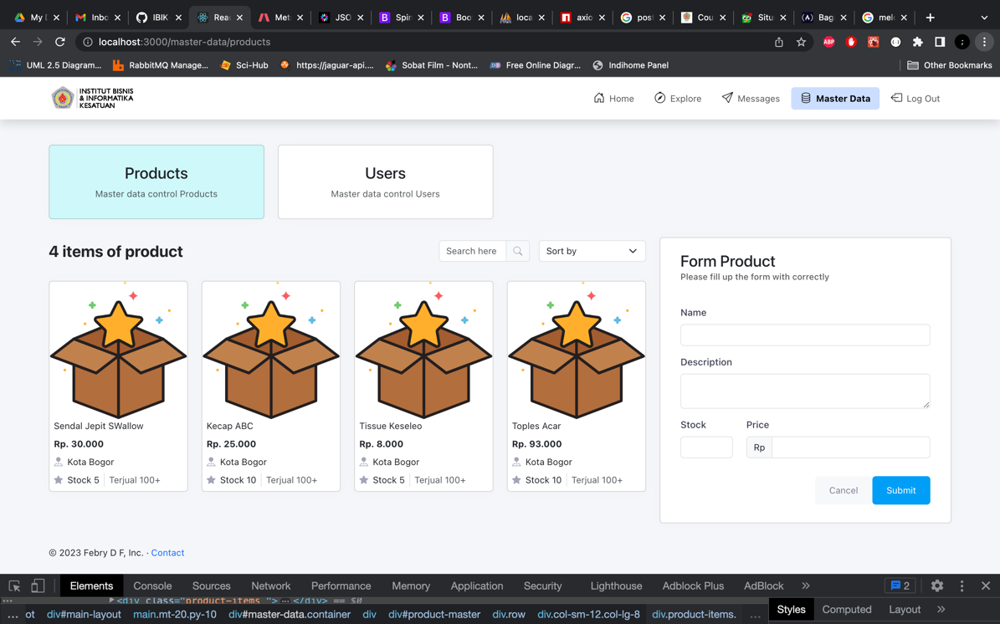 My D
Inbo
IBIK
Reac
Met
JSO
Spin
Boo
loca
axio
post
Cou
Situ
Bag
mel
localhost:3000/master-data/products
ABP
UML 2.5 Diagram...
RabbitMQ Manage...
Sci-Hub
https://jaguar-api....
Sobat Film - Nont...
Free Online Diagr...
Indihome Panel
Other Bookmarks
INSTITUT BISNIS
& INFORMATIKA
KESATUAN
Home
Explore
Messages
Master Data
Log Out
Products
Master data control Products
Users
Master data control Users
4 items of product
Search here
Sort by
Sendal Jepit SWallow
Rp. 30.000
Kota Bogor
Stock 5
Terjual 100+
Kecap ABC
Rp. 25.000
Kota Bogor
Stock 10
Terjual 100+
Tissue Keseleo
Rp. 8.000
Kota Bogor
Stock 5
Terjual 100+
Toples Acar
Rp. 93.000
Kota Bogor
Stock 10
Terjual 100+
Form Product
Please fill up the form with correctly
Name
Description
Stock
Price
Rp
Cancel
Submit
© 2023 Febry D F, Inc. · Contact
Elements
Console
Sources
Network
Performance
Memory
Application
Security
Lighthouse
Adblock Plus
AdBlock
2
<div class="product-items "> … </div> == $0
... ot div#main-layout main.mt-20.py-10 div#master-data.container div div#product-master div.row div.col-sm-12.col-lg-8 div.product-items. ...
Styles
Computed
Layout